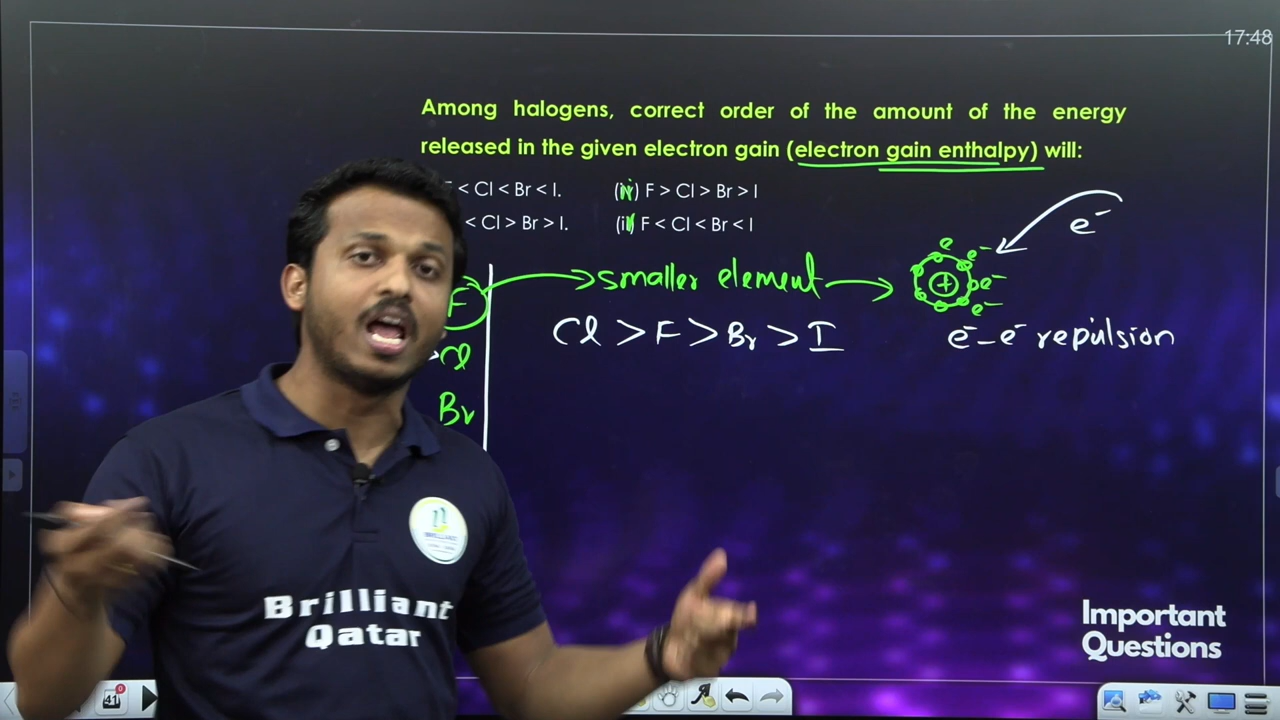 17:48
Among halogens, correct order of the amount of the energy
released in the given electron gain (electron gain enthalpy) will:
< Cl < Br < I. (iv) F > Cl > Br > I
< Cl > Br > I. (ii) F < Cl < Br < I
e⁻
e e⁻
F smaller element + e⁻
e⁻
Cl > F > Br > I e⁻-e⁻ repulsion
Cl
Br
Brilliant
Qatar
Important
Questions
41